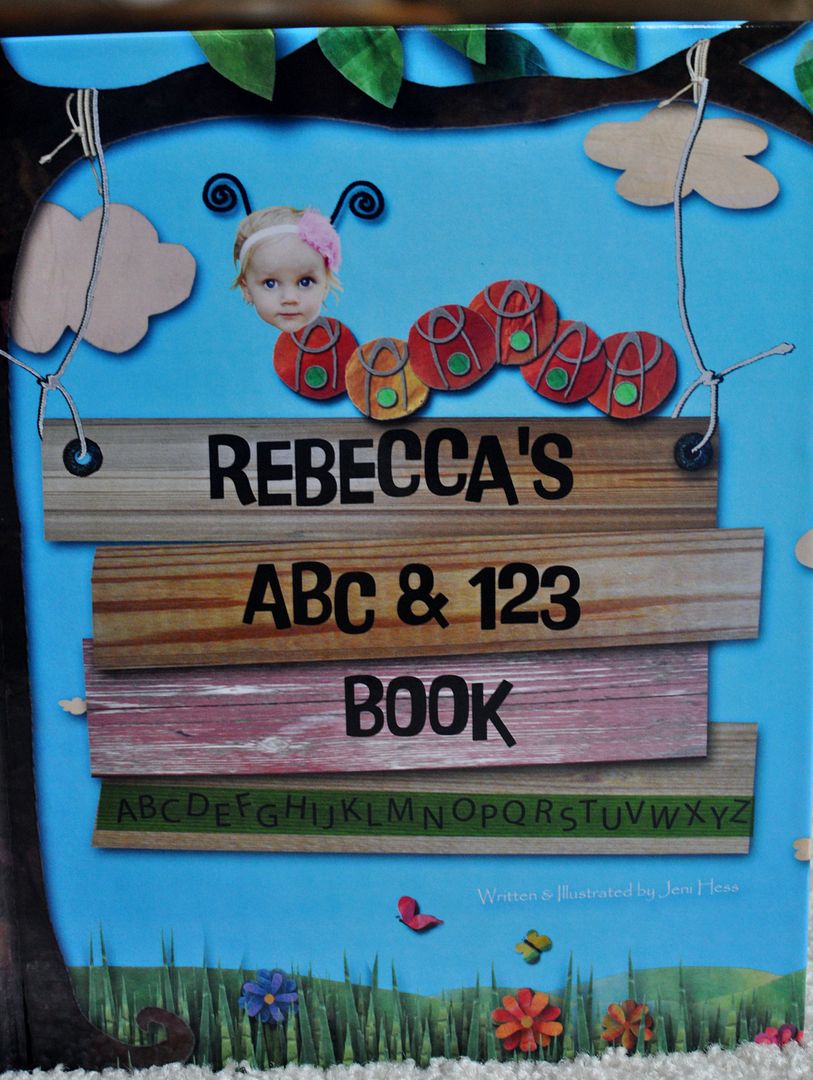 REBECCA'S
ABC & 123
BOOK
ABCDEFGHIJKLMNOPQRSTUVWXYZ
Written & Illustrated by Jeni Hess